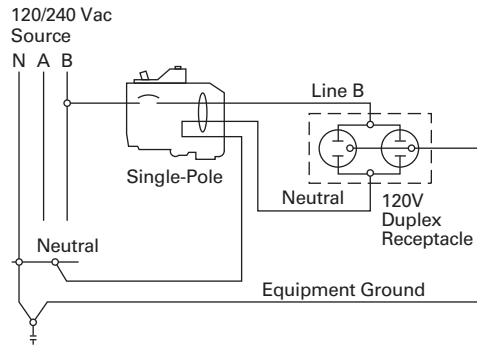 120/240 Vac
Source
N A B
Line B
Single-Pole
Neutral
120V
Duplex
Receptacle
Neutral
Equipment Ground